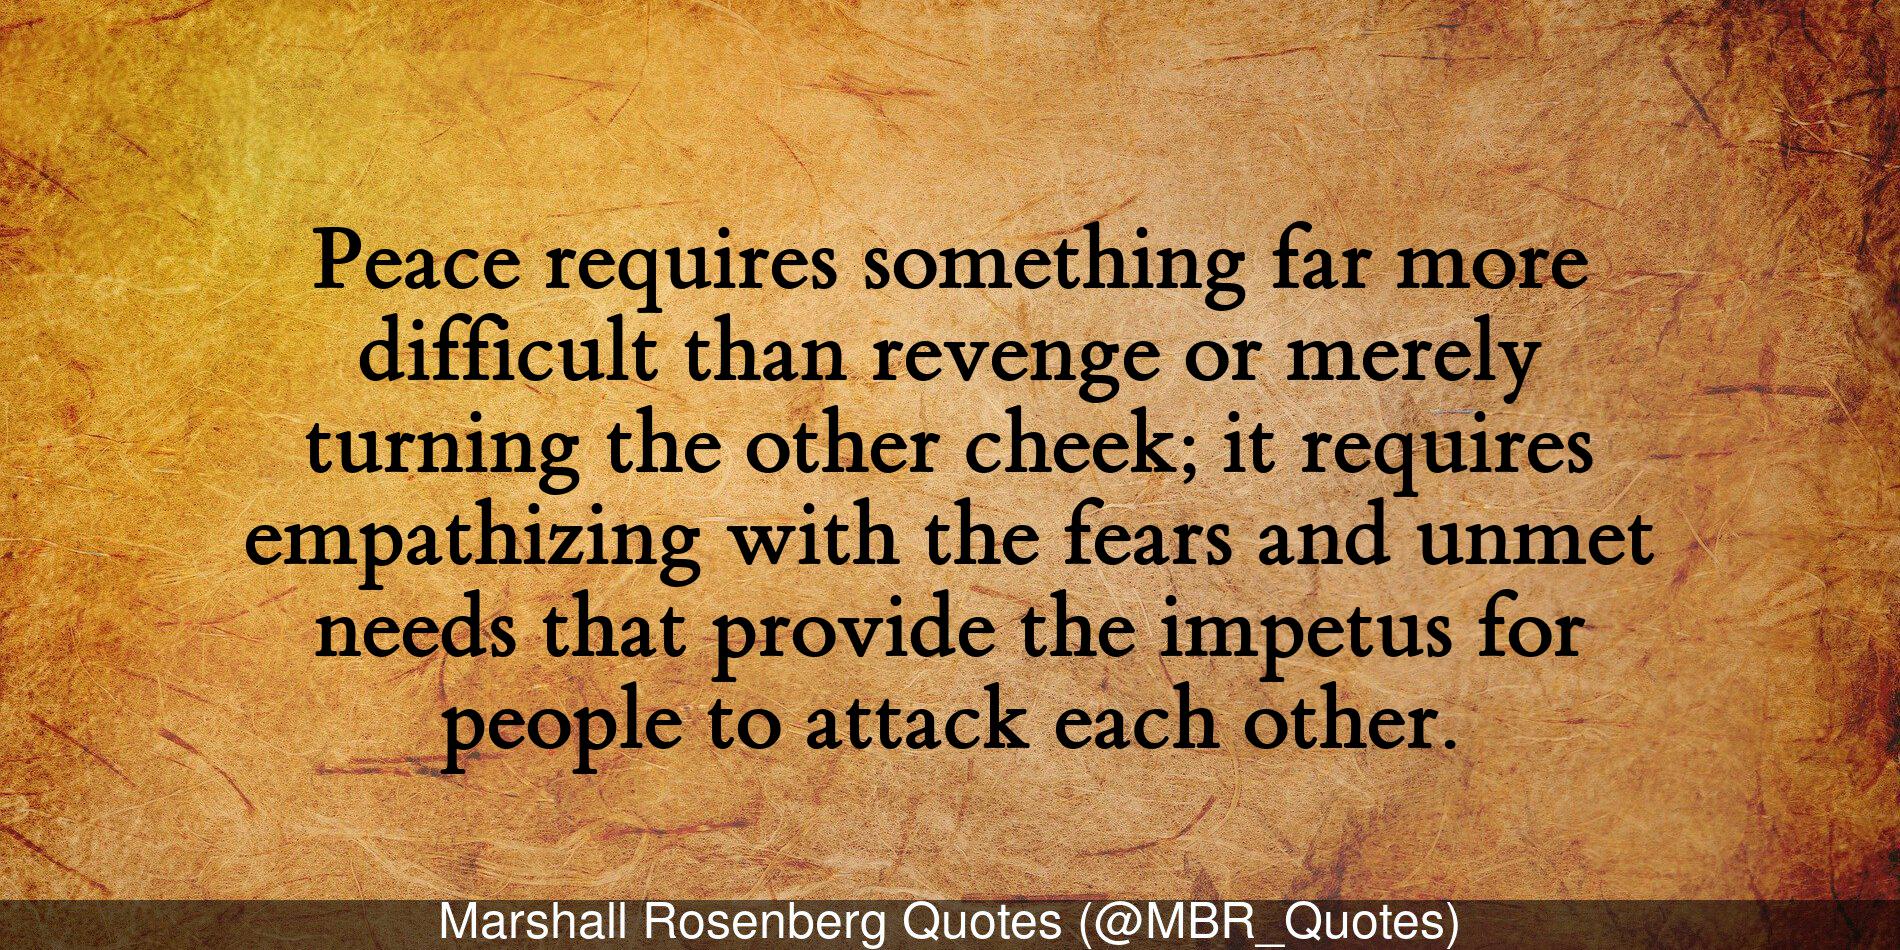 Peace requires something far more
difficult than revenge or merely
turning the other cheek; it requires
empathizing with the fears and unmet
needs that provide the impetus for
people to attack each other.
Marshall Rosenberg Quotes (@MBR_Quotes)